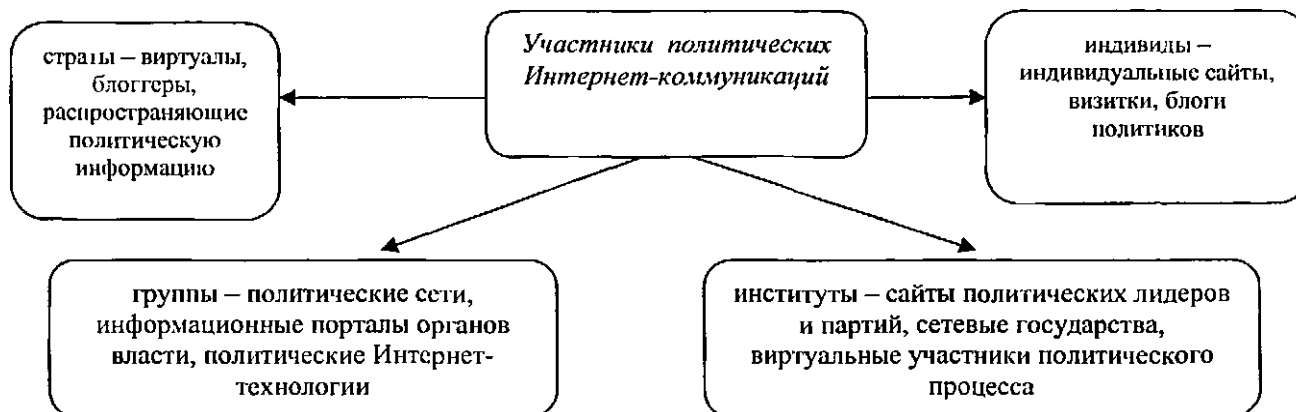 Участники политических
Интернет-коммуникаций
страты – виртуалы,
блоггеры,
распространяющие
политическую
информацию
индивиды –
индивидуальные сайты,
визитки, блоги
политиков
группы – политические сети,
информационные порталы органов
власти, политические Интернет-
технологии
институты – сайты политических лидеров
и партий, сетевые государства,
виртуальные участники политического
процесса